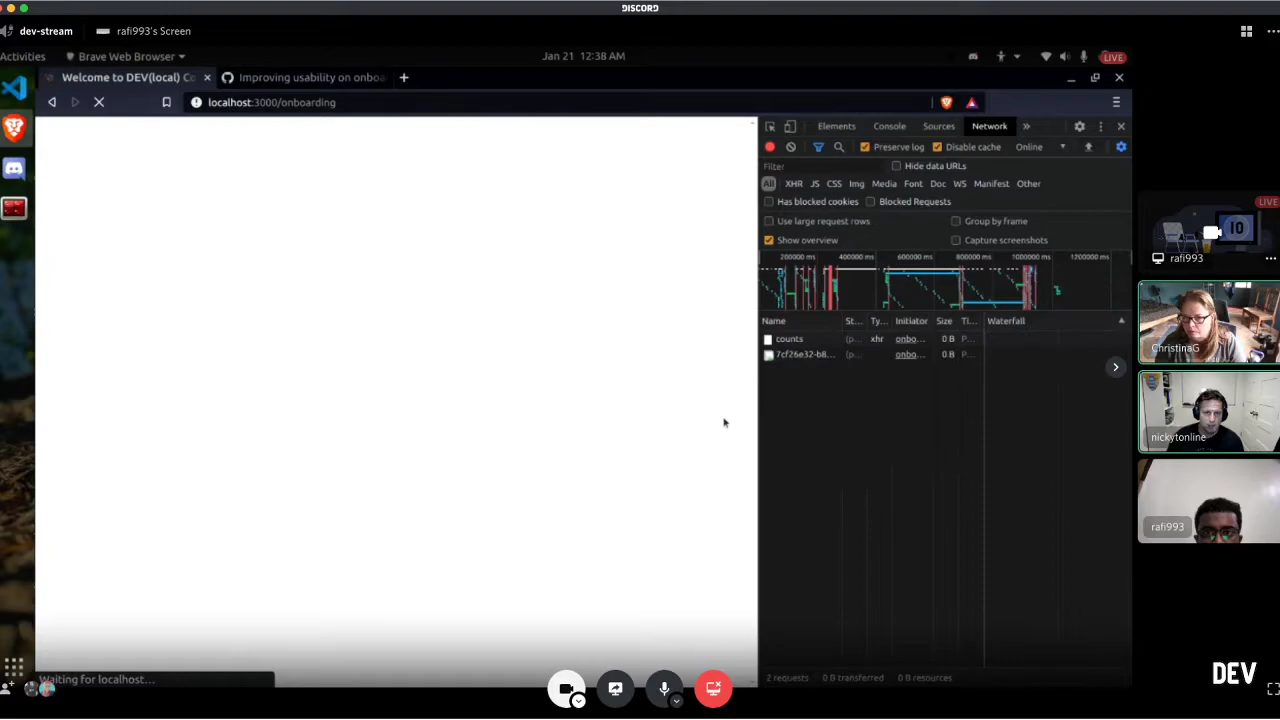 DISCORD
dev-stream
rafi993's Screen
Activities
Brave Web Browser
Jan 21 12:38 AM
LIVE
Welcome to DEV(local) Co
Improving usability on onboa
localhost:3000/onboarding
Elements
Console
Sources
Network
Preserve log
Disable cache
Online
Filter
Hide data URLs
All
XHR
JS
CSS
Img
Media
Font
Doc
WS
Manifest
Other
Has blocked cookies
Blocked Requests
Use large request rows
Group by frame
Show overview
Capture screenshots
200000 ms
400000 ms
600000 ms
800000 ms
1000000 ms
1200000 ms
Name
St...
Ty...
Initiator
Size
Ti...
Waterfall
counts
(p...
xhr
onbo...
0 B
P...
7cf26e32-b8...
(p...
onbo...
0 B
P...
LIVE
10
rafi993
ChristinaG
nickytonline
rafi993
Waiting for localhost...
2 requests
0 B transferred
0 B resources
DEV